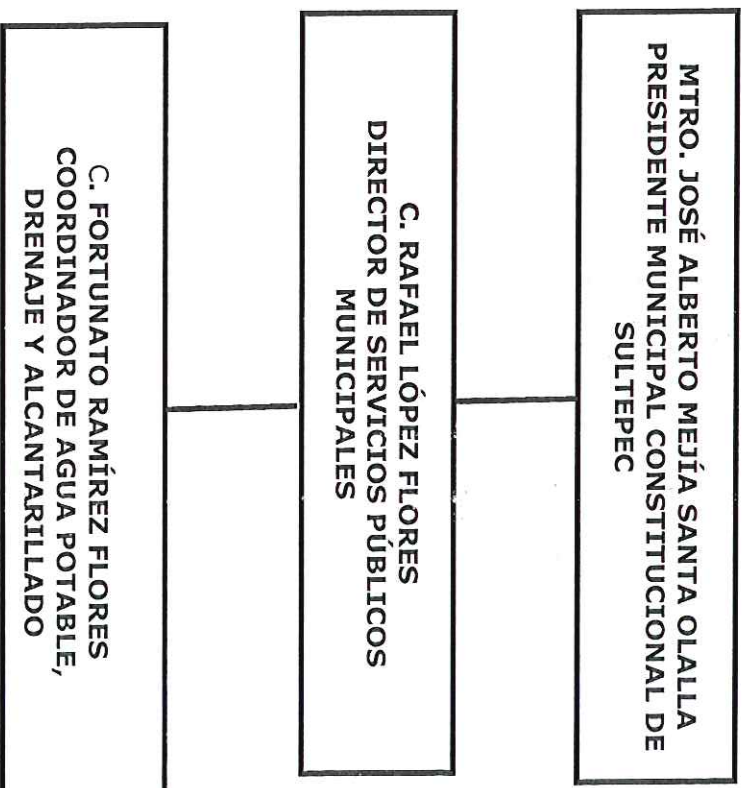 MTRO. JOSÉ ALBERTO MEJÍA SANTA OLALLA
PRESIDENTE MUNICIPAL CONSTITUCIONAL DE
SULTEPEC
C. RAFAEL LÓPEZ FLORES
DIRECTOR DE SERVICIOS PÚBLICOS
MUNICIPALES
C. FORTUNATO RAMÍREZ FLORES
COORDINADOR DE AGUA POTABLE,
DRENAJE Y ALCANTARILLADO